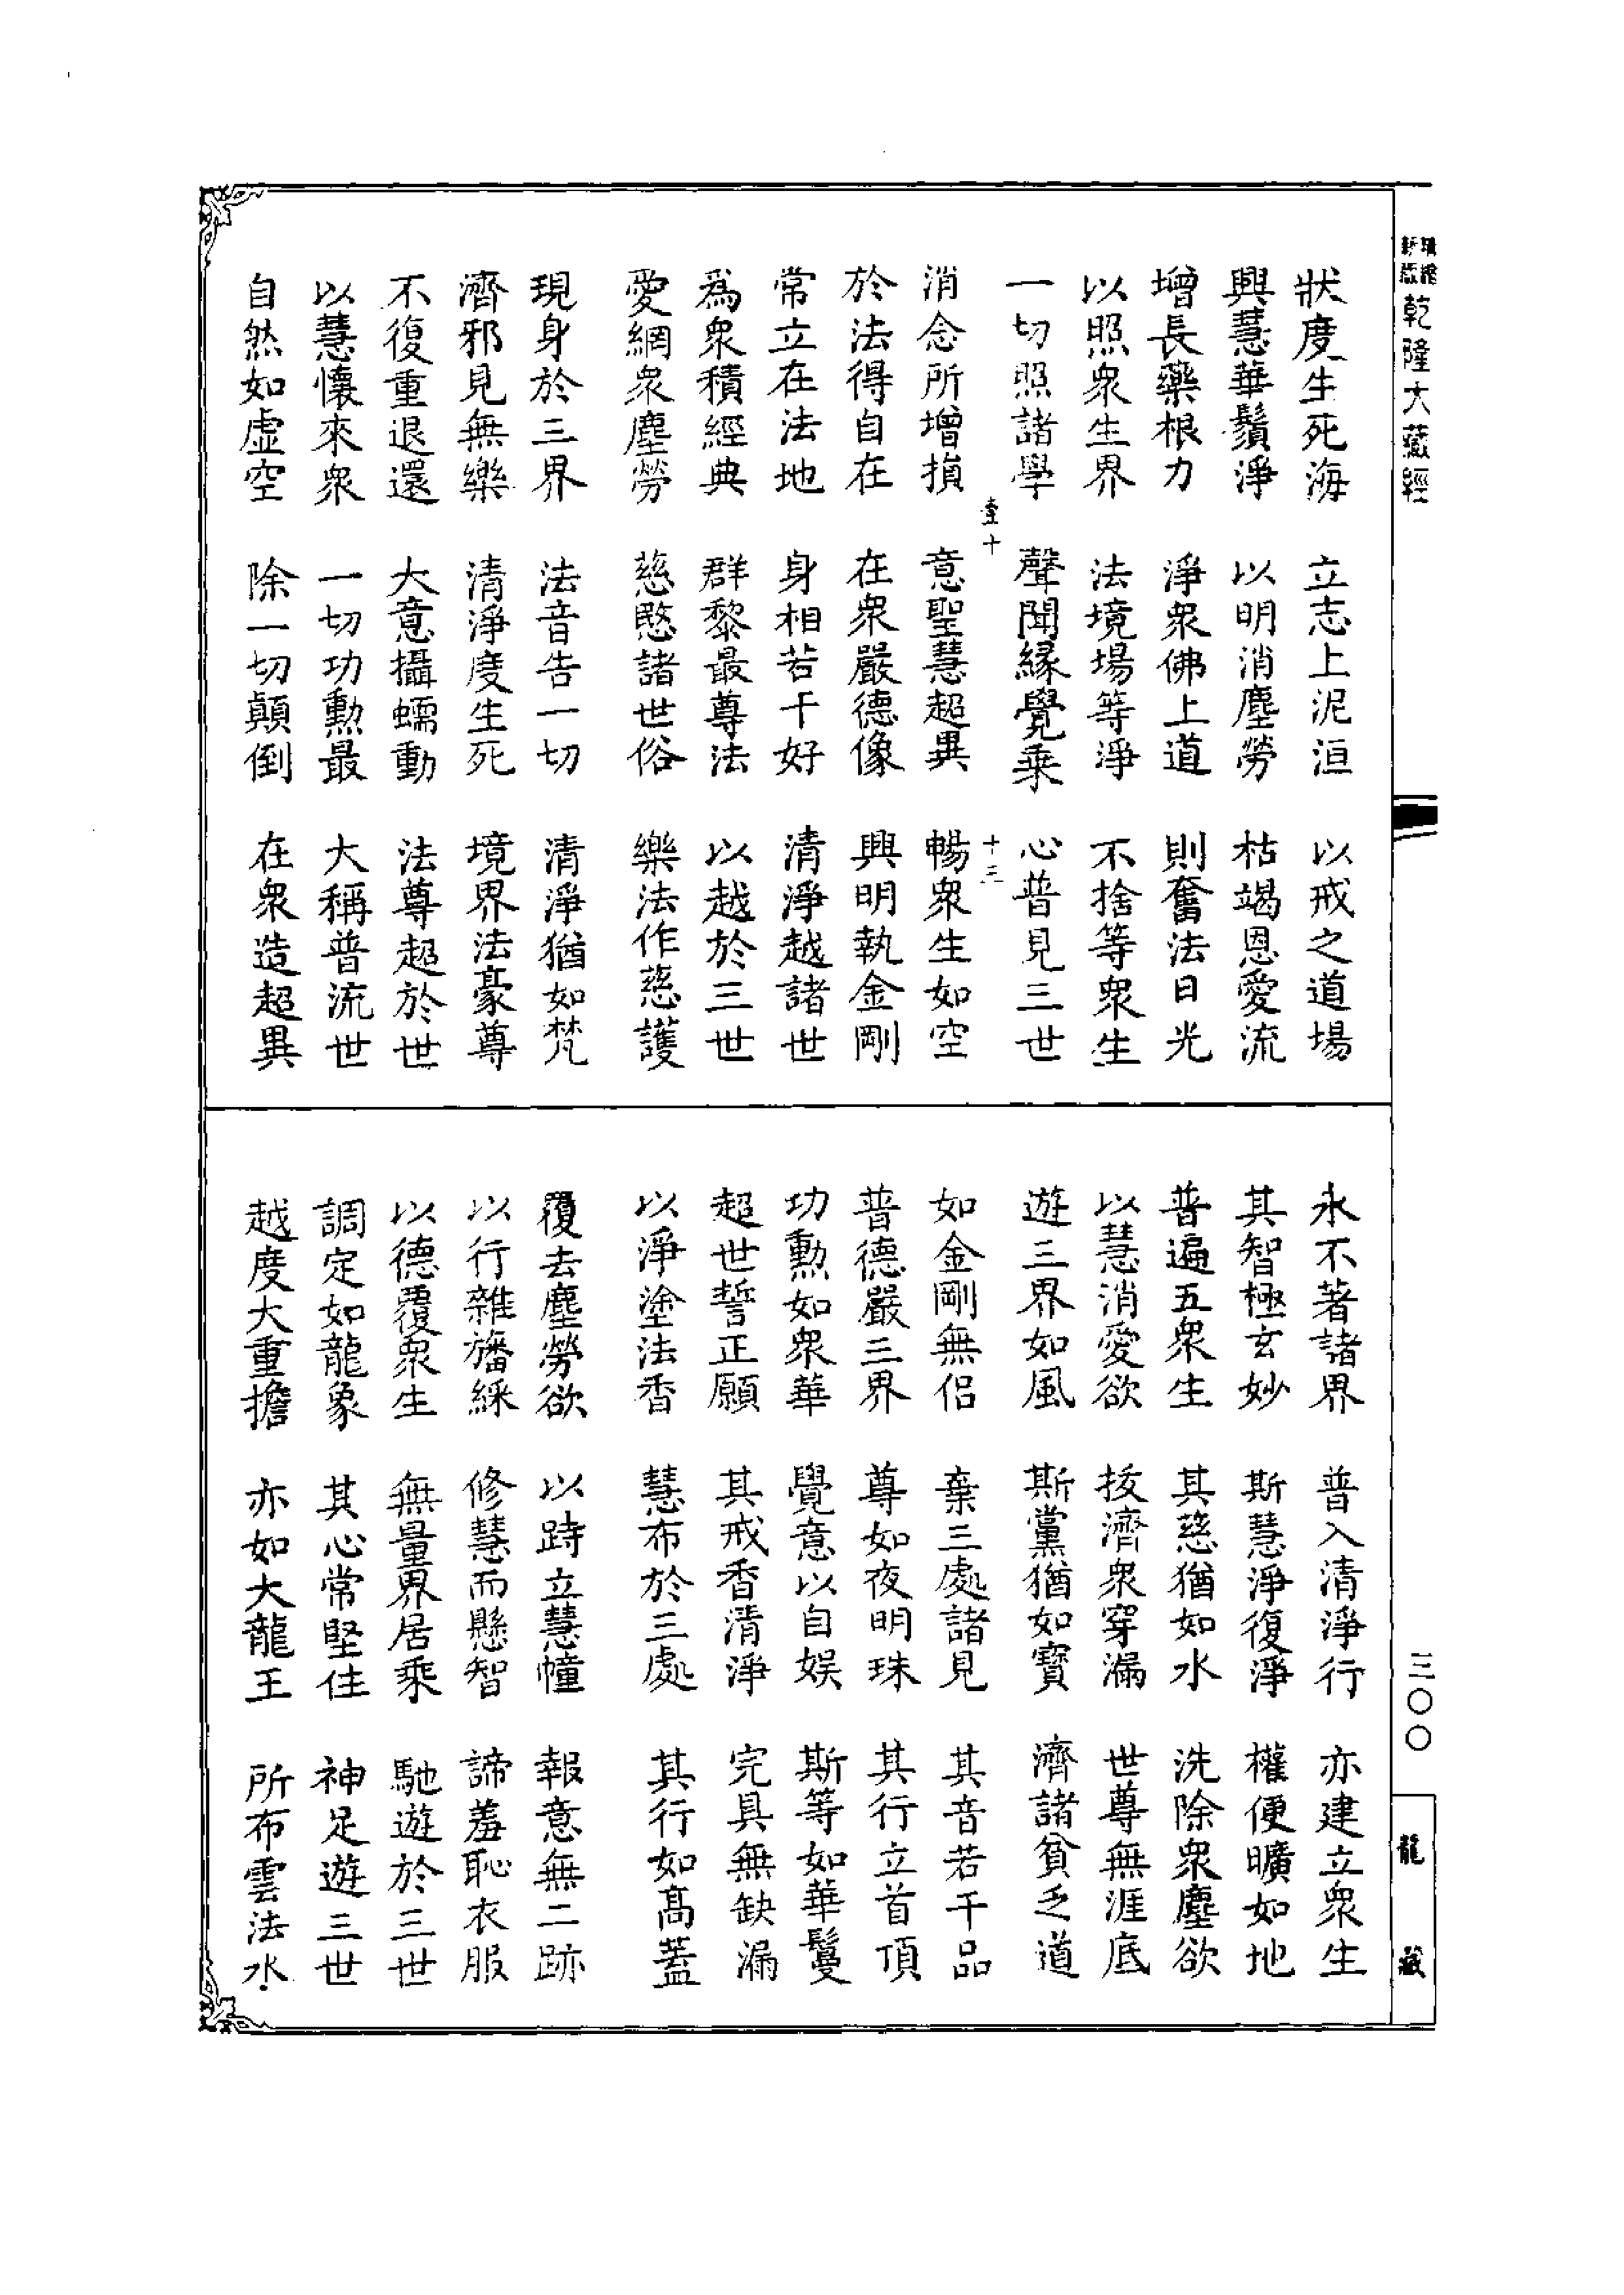 乾隆大藏經
三〇〇
龍藏
狀度生死海　立志上泥洹　以戒之道場
興慧華鬚淨　以明消塵勞　枯竭恩愛流
增長藥根力　淨衆佛上道　則奮法日光
以照衆生界　法境場等淨　不捨等衆生
一切照諸學　聲聞緣覺乘　心普見三世
壹十　十三
消念所增損　意聖慧超異　暢衆生如空
於法得自在　在衆嚴德像　興明執金剛
常立在法地　身相若干好　清淨越諸世
爲衆積經典　群黎最尊法　以越於三世
愛網衆塵勞　慈愍諸世俗　樂法作慈護
現身於三界　法音告一切　清淨猶如梵
濟邪見無樂　清淨度生死　境界法豪尊
不復重退還　大意攝蠕動　法尊超於世
以慧懷來衆　一切功勲最　大稱普流世
自然如虛空　除一切顛倒　在衆造超異
永不著諸界　普入清淨行　亦建立衆生
其智極玄妙　斯慧淨復淨　權便曠如地
普遍五衆生　其慈猶如水　洗除衆塵欲
以慧消愛欲　拔濟衆穿漏　世尊無涯底
遊三界如風　斯黨猶如寶　濟諸貧乏道
如金剛無侶　棄三處諸見　其音若干品
普德嚴三界　尊如夜明珠　其行立首頂
功勲如衆華　覺意以自娱　斯等如華鬘
超世誓正願　其戒香清淨　完具無缺漏
以淨塗法香　慧布於三處　其行如高蓋
覆去塵勞欲　以跱立慧幢　報意無二跡
以行雜旛綵　修慧而懸智　諦羞恥衣服
以德覆衆生　無量界居乘　馳遊於三世
調定如龍象　其心常堅住　神足遊三世
越度大重擔　亦如大龍王　所布雲法水